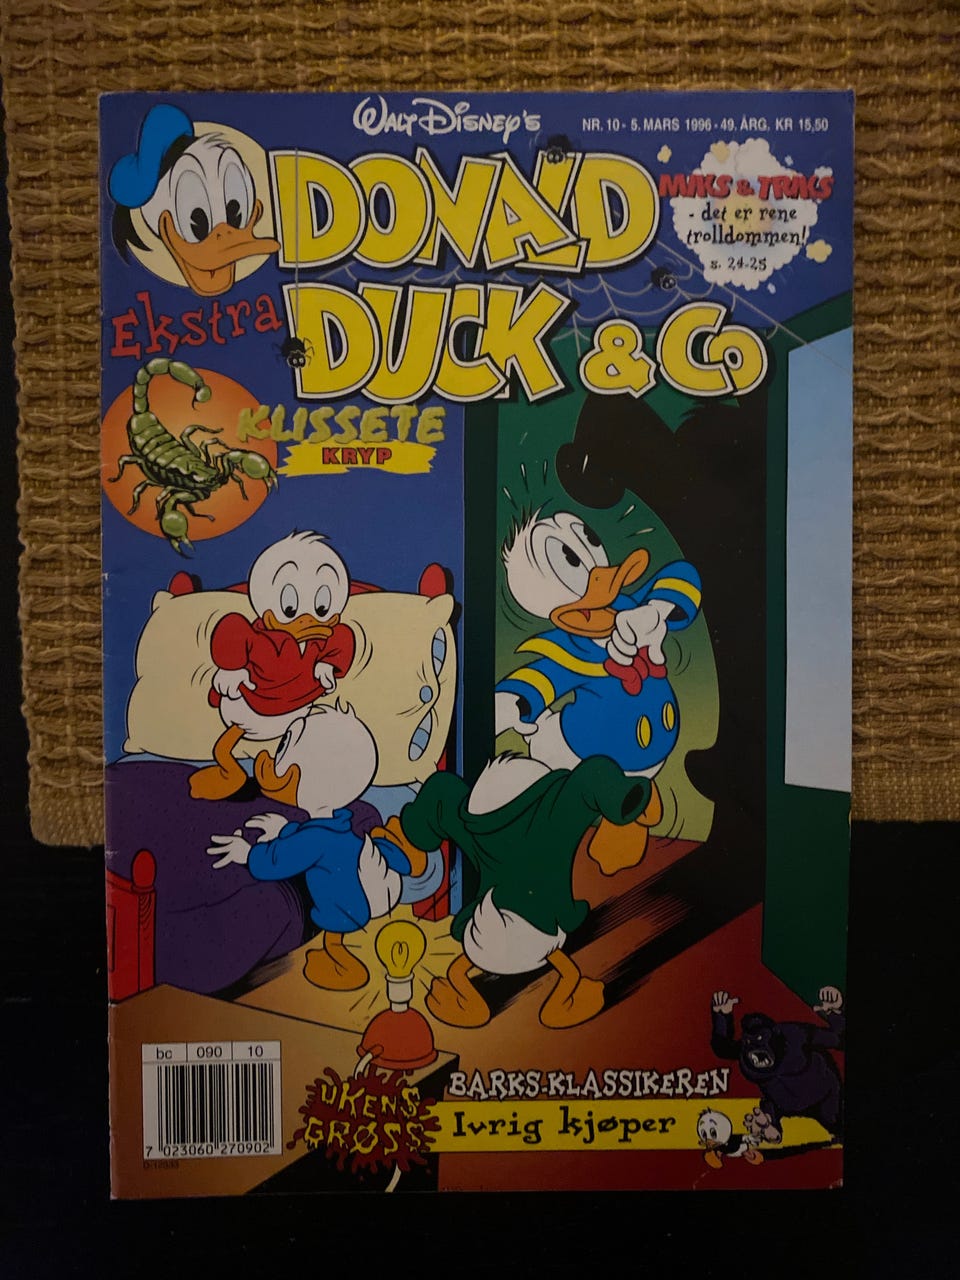 WALT DISNEY'S
NR. 10 - 5. MARS 1996 - 49. ÅRG. KR 15,50
DONALD
DUCK & Co
MIKS & TRIKS
- det er rene
trolldommen!
s. 24-25
Ekstra
KLISSETE
KRYP
bc 090 10
7 023060 270902
UKENS
GRØSS
BARKS-KLASSIKEREN
Ivrig kjøper